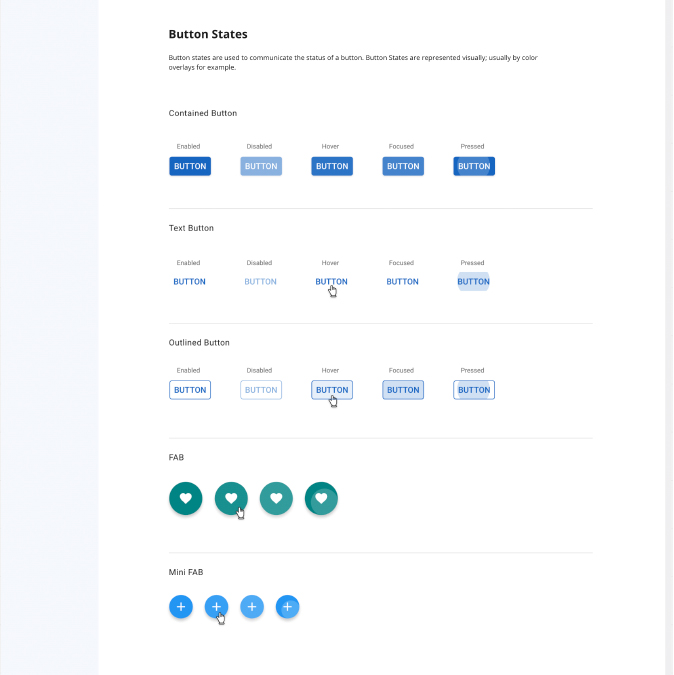 Button States
Button states are used to communicate the status of a button. Button States are represented visually; usually by color
overlays for example.
Contained Button
Enabled Disabled Hover Focused Pressed
BUTTON BUTTON BUTTON BUTTON BUTTON
Text Button
Enabled Disabled Hover Focused Pressed
BUTTON BUTTON BUTTON BUTTON BUTTON
Outlined Button
Enabled Disabled Hover Focused Pressed
BUTTON BUTTON BUTTON BUTTON BUTTON
FAB
Mini FAB